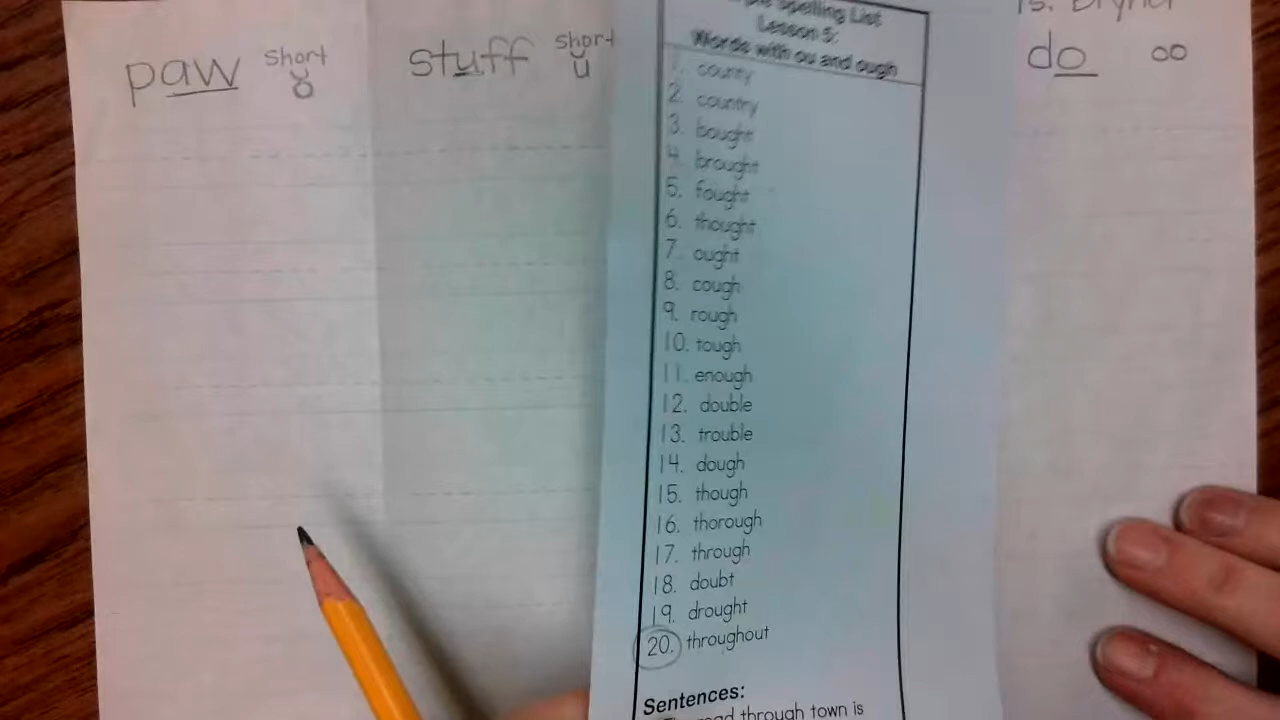 paw short ŏ
stuff short ŭ
Spelling List
Lesson 5:
Words with ou and ough
1. county
2. country
3. bought
4. brought
5. fought
6. thought
7. ought
8. cough
9. rough
10. tough
11. enough
12. double
13. trouble
14. dough
15. though
16. thorough
17. through
18. doubt
19. drought
20. throughout
Sentences:
through town is
do oo